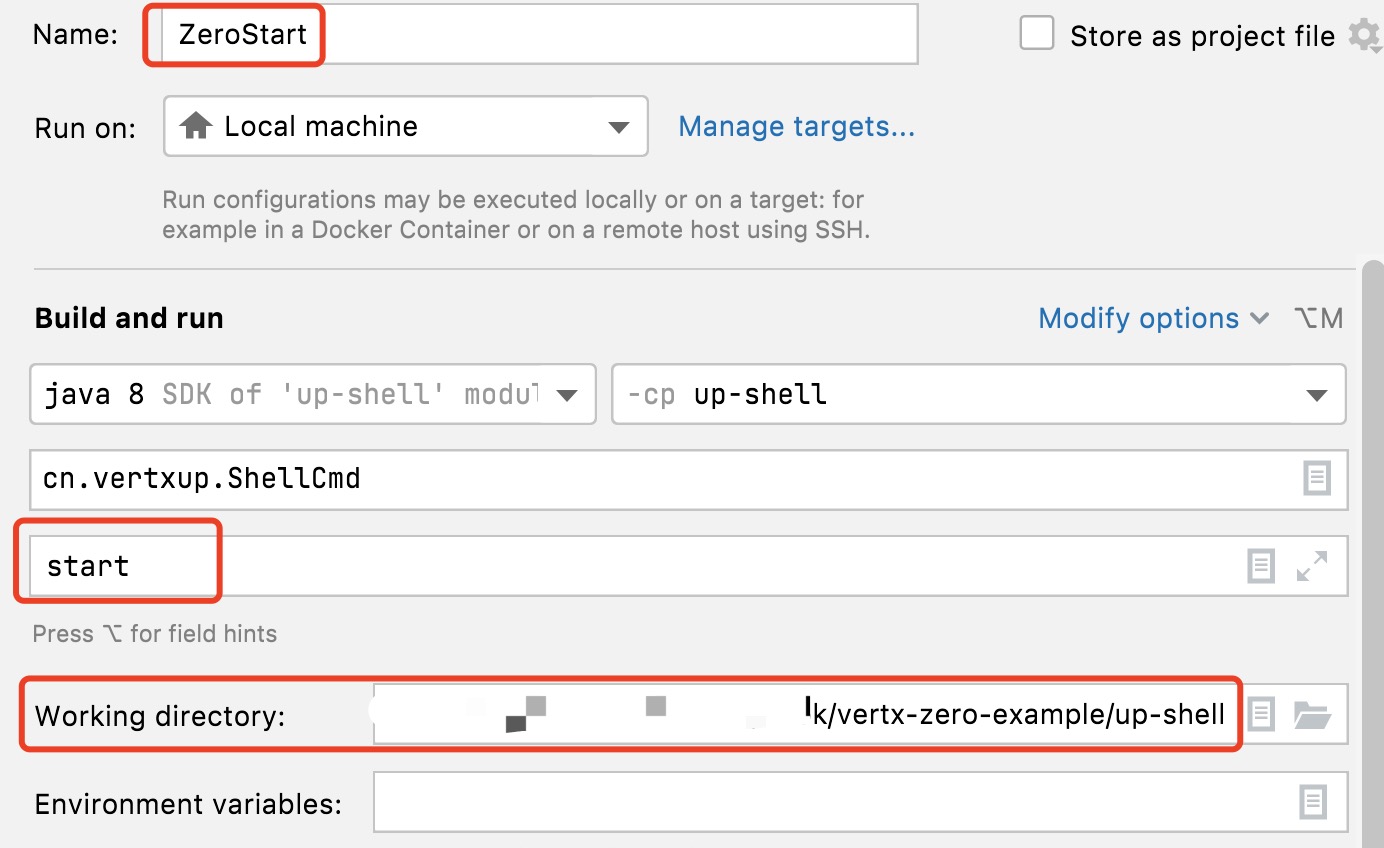 Name: ZeroStart
Store as project file
Run on: Local machine Manage targets...
Run configurations may be executed locally or on a target: for
example in a Docker Container or on a remote host using SSH.
Build and run
Modify options ⌥M
java 8 SDK of 'up-shell' modul
-cp up-shell
cn.vertxup.ShellCmd
start
Press ⌥ for field hints
Working directory: k/vertx-zero-example/up-shell
Environment variables: